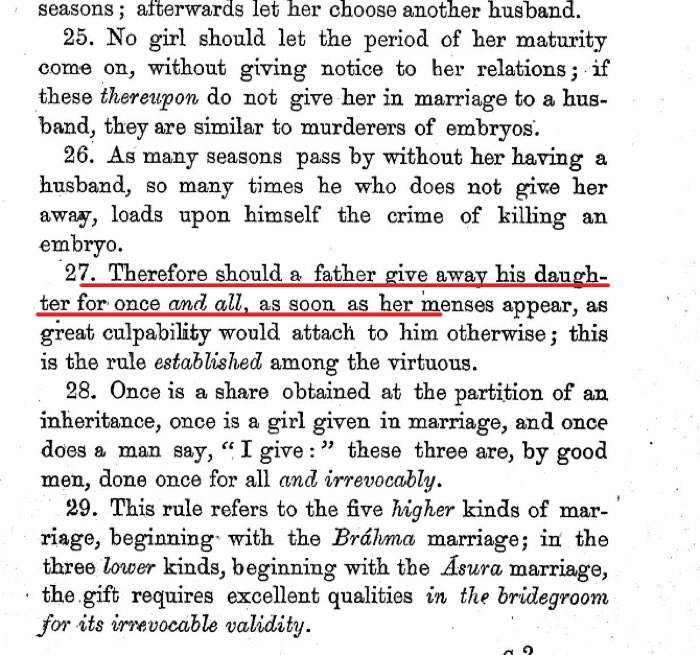 seasons ; afterwards let her choose another husband.
25. No girl should let the period of her maturity
come on, without giving notice to her relations ; if
these thereupon do not give her in marriage to a hus-
band, they are similar to murderers of embryos.
26. As many seasons pass by without her having a
husband, so many times he who does not give her
away, loads upon himself the crime of killing an
embryo.
27. Therefore should a father give away his daugh-
ter for once and all, as soon as her menses appear, as
great culpability would attach to him otherwise ; this
is the rule established among the virtuous.
28. Once is a share obtained at the partition of an
inheritance, once is a girl given in marriage, and once
does a man say, “ I give : ” these three are, by good
men, done once for all and irrevocably.
29. This rule refers to the five higher kinds of mar-
riage, beginning with the Bráhma marriage; in the
three lower kinds, beginning with the Ásura marriage,
the gift requires excellent qualities in the bridegroom
for its irrevocable validity.